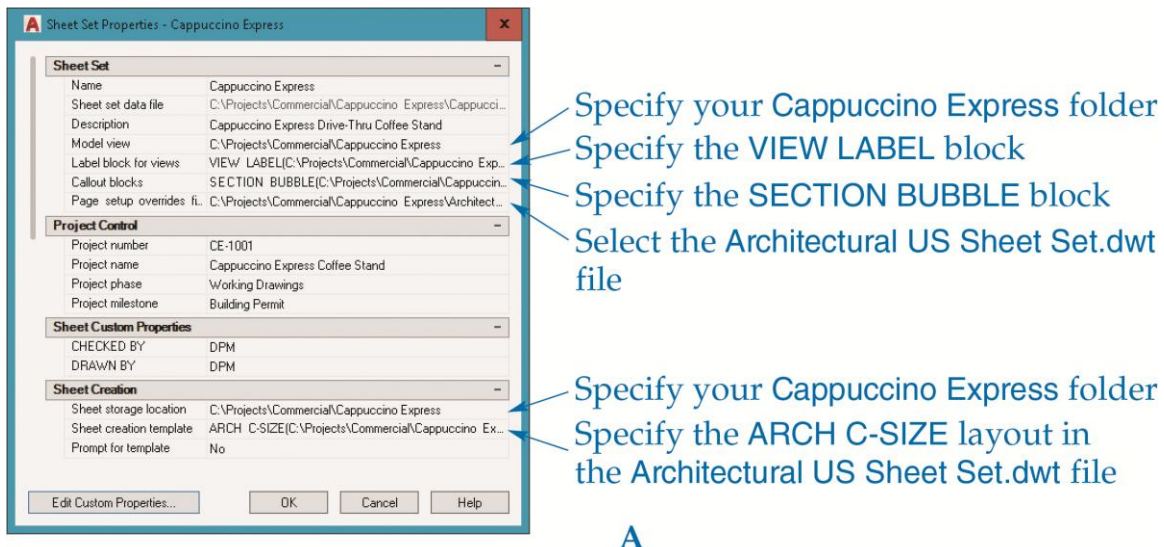 A Sheet Set Properties - Cappuccino Express x
Sheet Set –
Name Cappuccino Express
Sheet set data file C:\Projects\Commercial\Cappuccino Express\Cappucci...
Description Cappuccino Express Drive-Thru Coffee Stand
Model view C:\Projects\Commercial\Cappuccino Express
Label block for views VIEW LABEL(C:\Projects\Commercial\Cappuccino Exp...
Callout blocks SECTION BUBBLE(C:\Projects\Commercial\Cappuccin...
Page setup overrides fi.. C:\Projects\Commercial\Cappuccino Express\Architect...
Project Control –
Project number CE-1001
Project name Cappuccino Express Coffee Stand
Project phase Working Drawings
Project milestone Building Permit
Sheet Custom Properties –
CHECKED BY DPM
DRAWN BY DPM
Sheet Creation –
Sheet storage location C:\Projects\Commercial\Cappuccino Express
Sheet creation template ARCH C-SIZE(C:\Projects\Commercial\Cappuccino Ex...
Prompt for template No
Edit Custom Properties... OK Cancel Help
Specify your Cappuccino Express folder
Specify the VIEW LABEL block
Specify the SECTION BUBBLE block
Select the Architectural US Sheet Set.dwt
file
Specify your Cappuccino Express folder
Specify the ARCH C-SIZE layout in
the Architectural US Sheet Set.dwt file
A